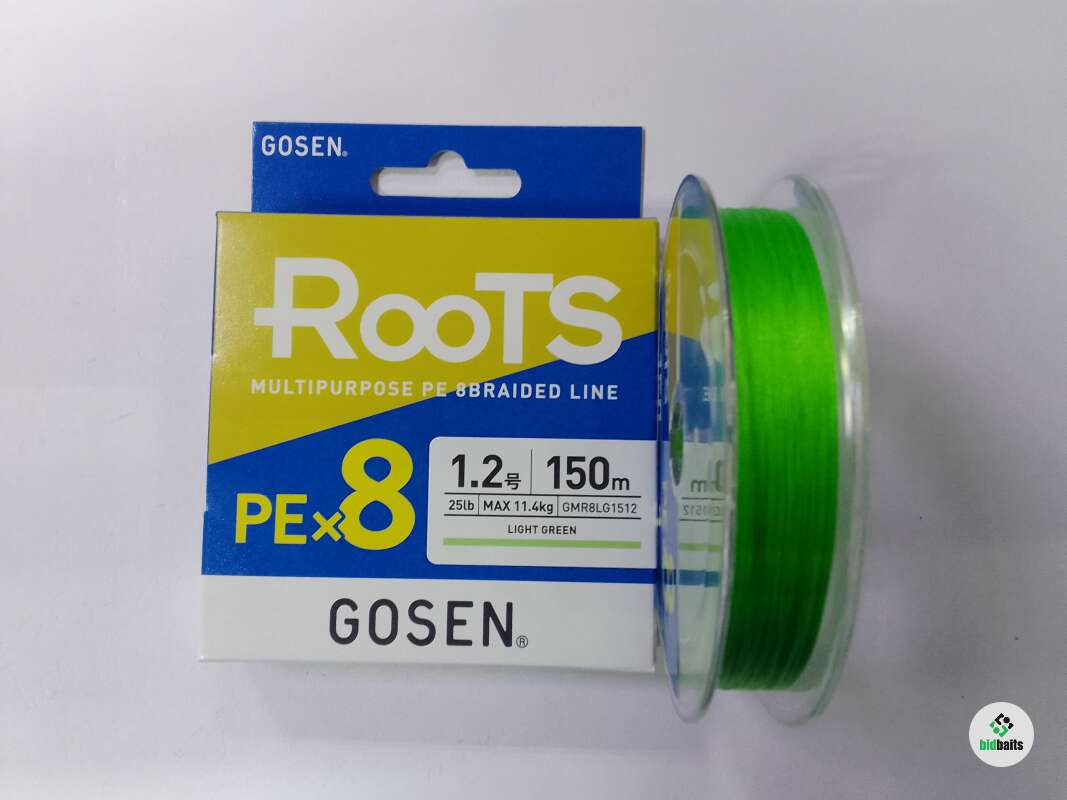 GOSEN®
RooTS
MULTIPURPOSE PE 8BRAIDED LINE
PE×8
1.2号 150m
25lb MAX 11.4kg GMR8LG1512
LIGHT GREEN
GOSEN®
bidbaits